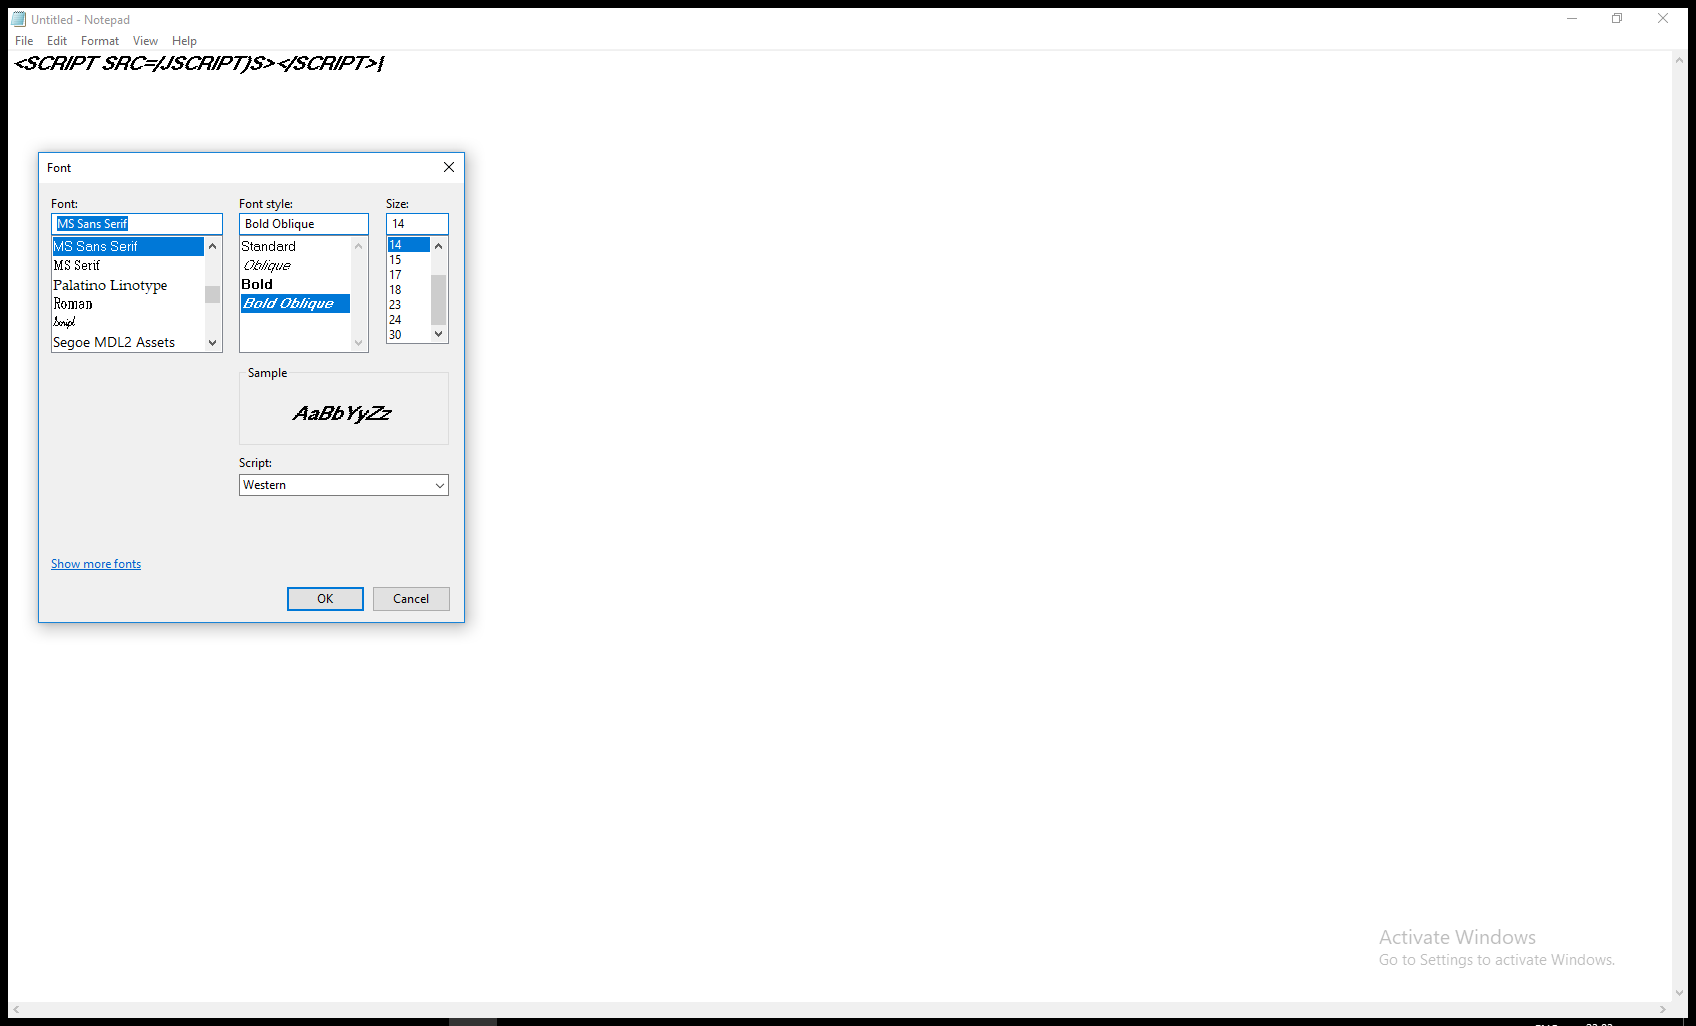 Untitled - Notepad
File Edit Format View Help
<SCRIPT SRC=/JSCRIPT)S></SCRIPT>
Font
Font: Font style: Size:
MS Sans Serif Bold Oblique 14
MS Sans Serif Standard 14
MS Serif Oblique 15
Palatino Linotype Bold 17
Roman Bold Oblique 18
Script 23
Segoe MDL2 Assets 24
30
Sample
AaBbYyZz
Script:
Western
Show more fonts
OK Cancel
Activate Windows
Go to Settings to activate Windows.